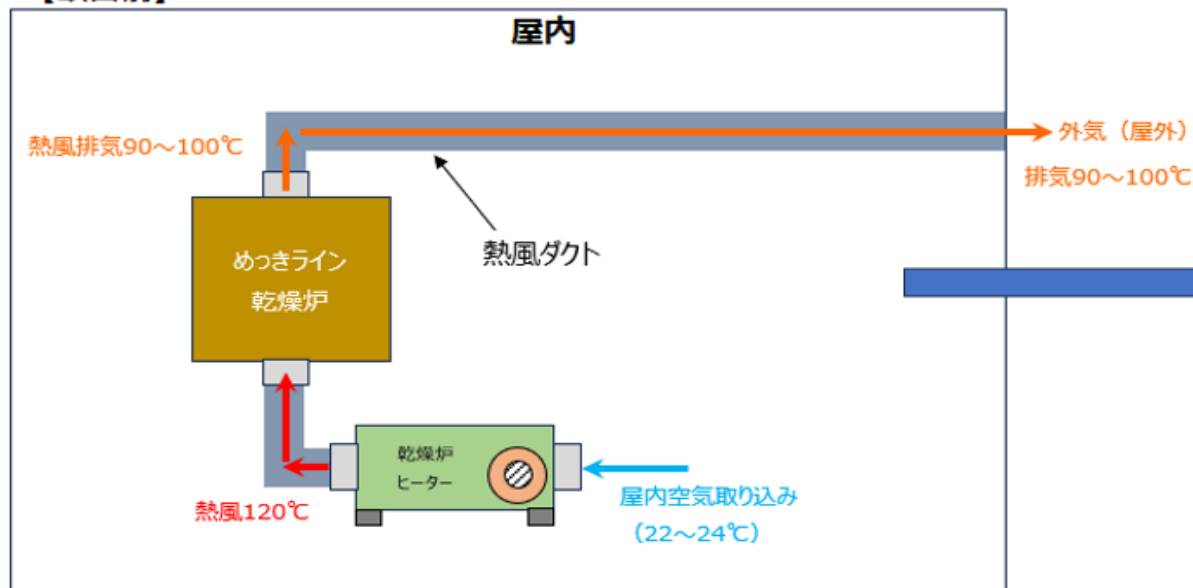 屋内
熱風排気90～100℃
外気（屋外）
排気90～100℃
熱風ダクト
めっきライン
乾燥炉
乾燥炉
ヒーター
熱風120℃
屋内空気取り込み
（22～24℃）